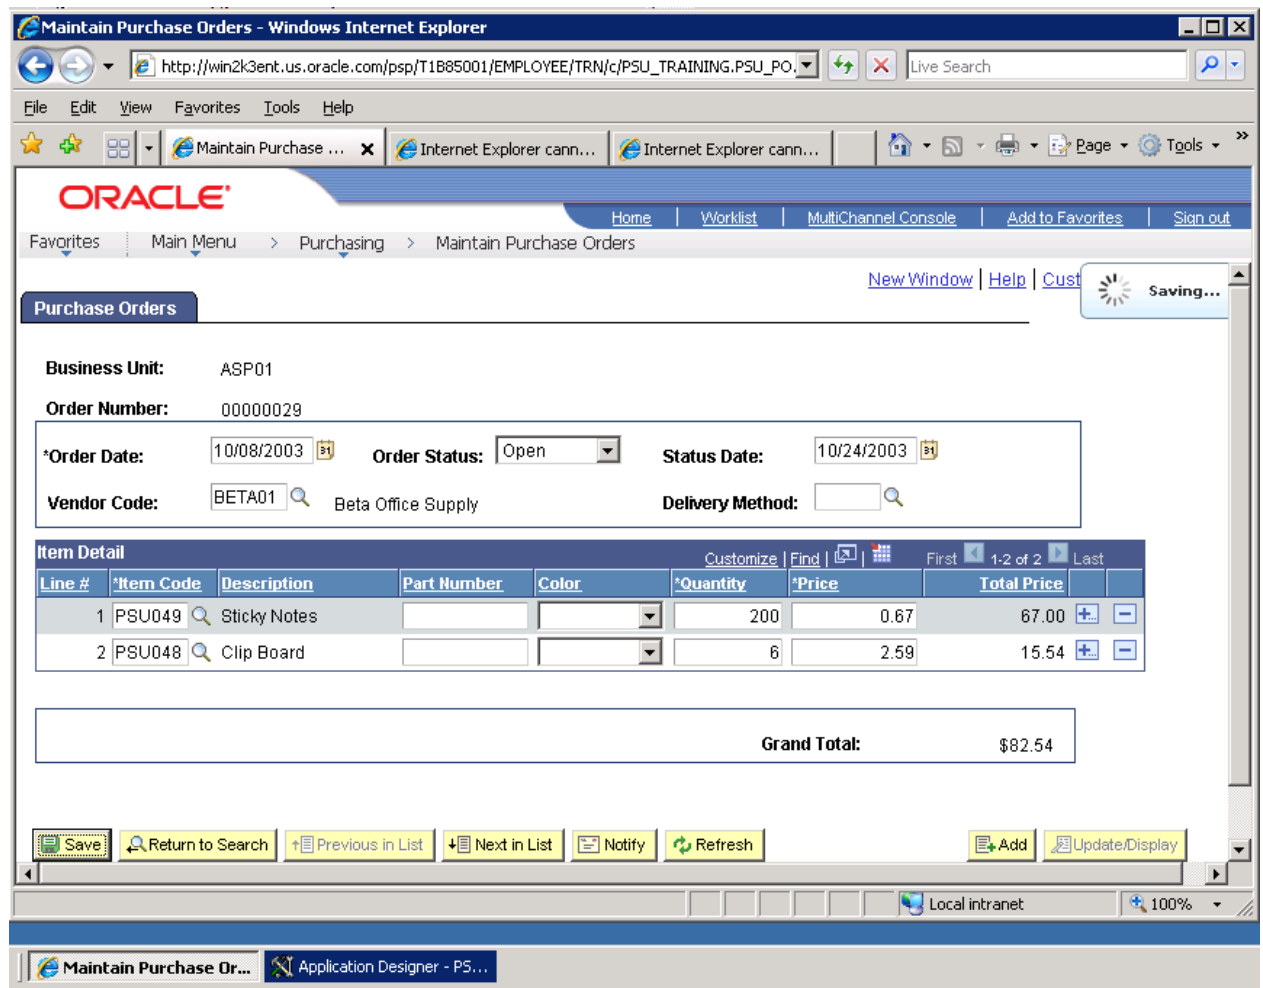 Maintain Purchase Orders - Windows Internet Explorer
http://win2k3ent.us.oracle.com/psp/T1B85001/EMPLOYEE/TRN/c/PSU_TRAINING.PSU_PO. Live Search
File Edit View Favorites Tools Help
Maintain Purchase ... Internet Explorer cann... Internet Explorer cann... Page Tools »
ORACLE
Home | Worklist | MultiChannel Console | Add to Favorites | Sign out
Favorites Main Menu > Purchasing > Maintain Purchase Orders
New Window | Help | Cust Saving...
Purchase Orders
Business Unit: ASP01
Order Number: 00000029
*Order Date: 10/08/2003 31 Order Status: Open Status Date: 10/24/2003 31
Vendor Code: BETA01 Beta Office Supply Delivery Method:
Item Detail Customize | Find | First 1-2 of 2 Last
Line # *Item Code Description Part Number Color *Quantity *Price Total Price
1 PSU049 Sticky Notes 200 0.67 67.00
2 PSU048 Clip Board 6 2.59 15.54
Grand Total: $82.54
Save Return to Search Previous in List Next in List Notify Refresh Add Update/Display
Local intranet 100%
Maintain Purchase Or... Application Designer - PS...